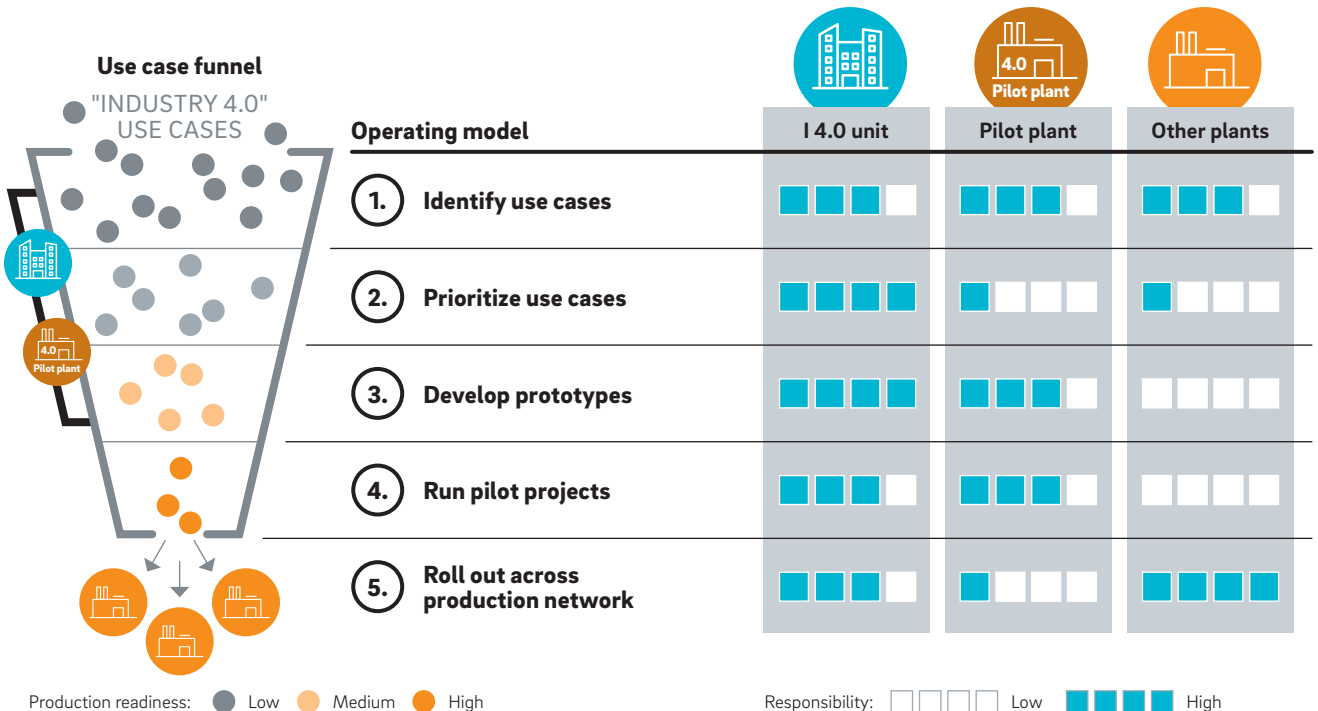 Use case funnel
"INDUSTRY 4.0"
USE CASES
4.0
Pilot plant
Operating model
I 4.0 unit
4.0
Pilot plant
Pilot plant
Other plants
1. Identify use cases
2. Prioritize use cases
3. Develop prototypes
4. Run pilot projects
5. Roll out across
production network
Production readiness: Low Medium High
Responsibility: Low High